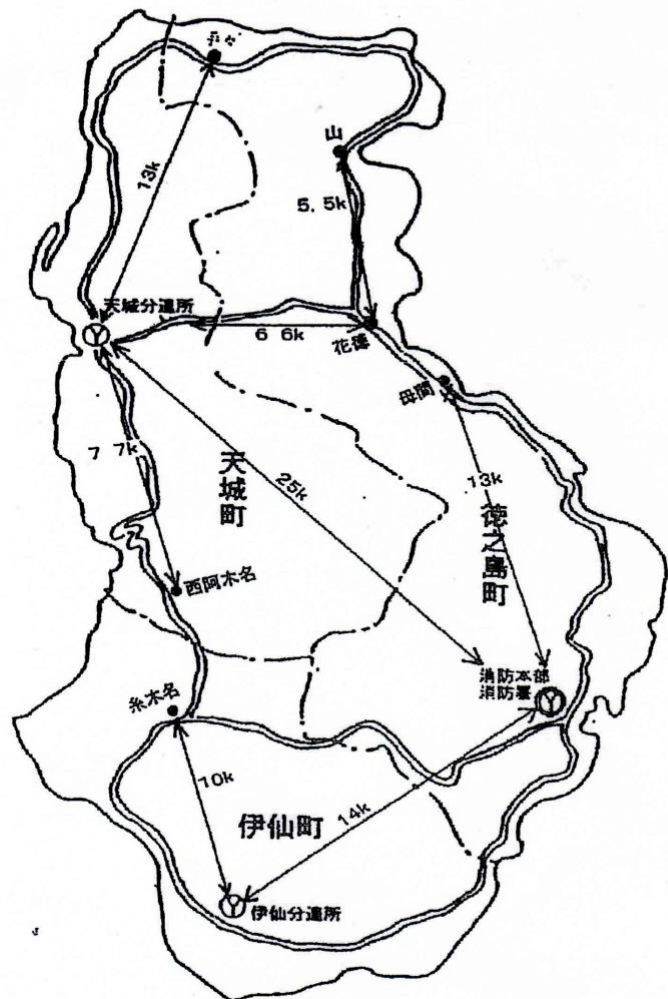 山
13k
5.5k
天城分遣所
6 6k
花徳
母間
7 7k
天城町
25k
13k
徳之島町
西阿木名
消防本部
消防署
糸木名
10k
14k
伊仙町
伊仙分遣所